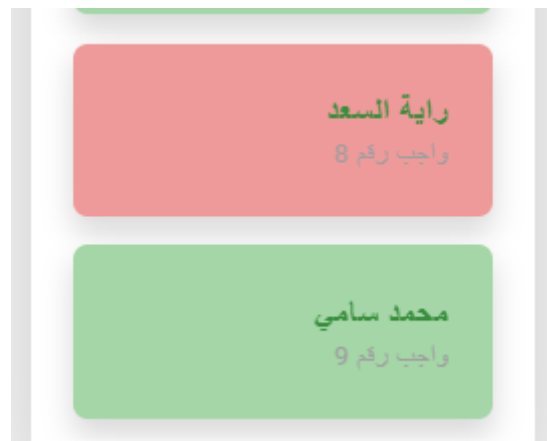 راية السعد
واجب رقم 8
محمد سامي
واجب رقم 9